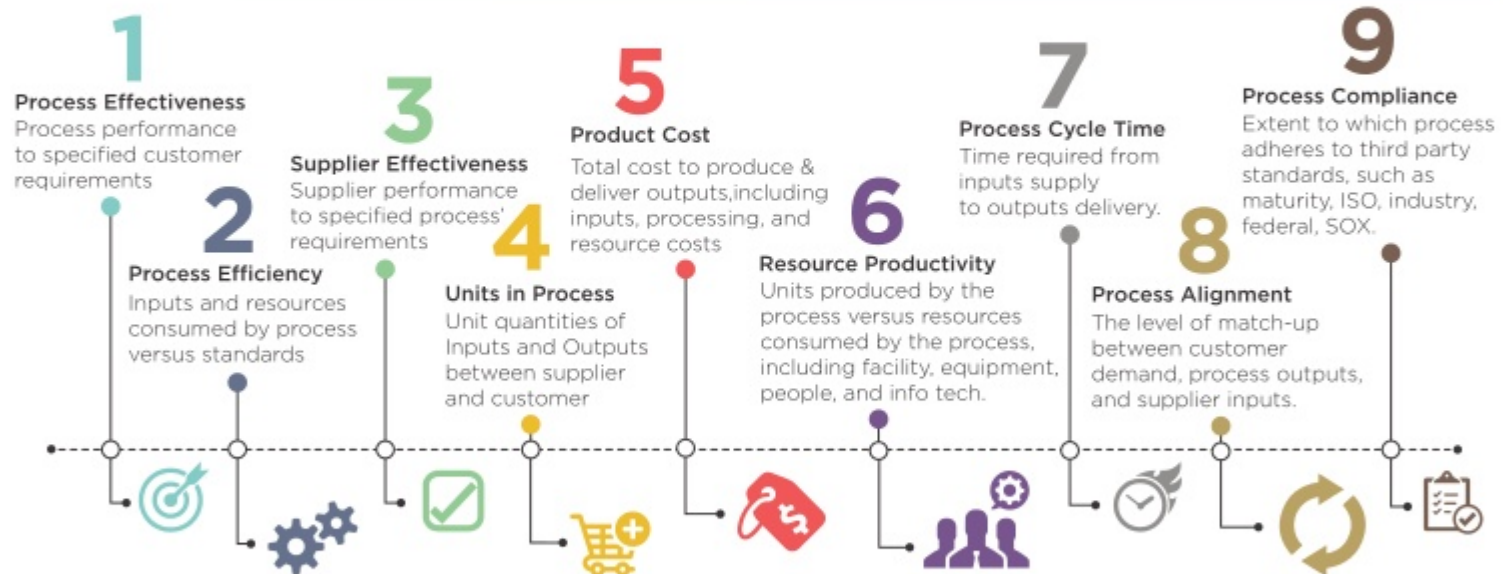 1
Process Effectiveness
Process performance
to specified customer
requirements
2
Process Efficiency
Inputs and resources
consumed by process
versus standards
3
Supplier Effectiveness
Supplier performance
to specified process'
requirements
4
Units in Process
Unit quantities of
Inputs and Outputs
between supplier
and customer
5
Product Cost
Total cost to produce &
deliver outputs,including
inputs, processing, and
resource costs
6
Resource Productivity
Units produced by the
process versus resources
consumed by the process,
including facility, equipment,
people, and info tech.
7
Process Cycle Time
Time required from
inputs supply
to outputs delivery.
8
Process Alignment
The level of match-up
between customer
demand, process outputs,
and supplier inputs.
9
Process Compliance
Extent to which process
adheres to third party
standards, such as
maturity, ISO, industry,
federal, SOX.
$